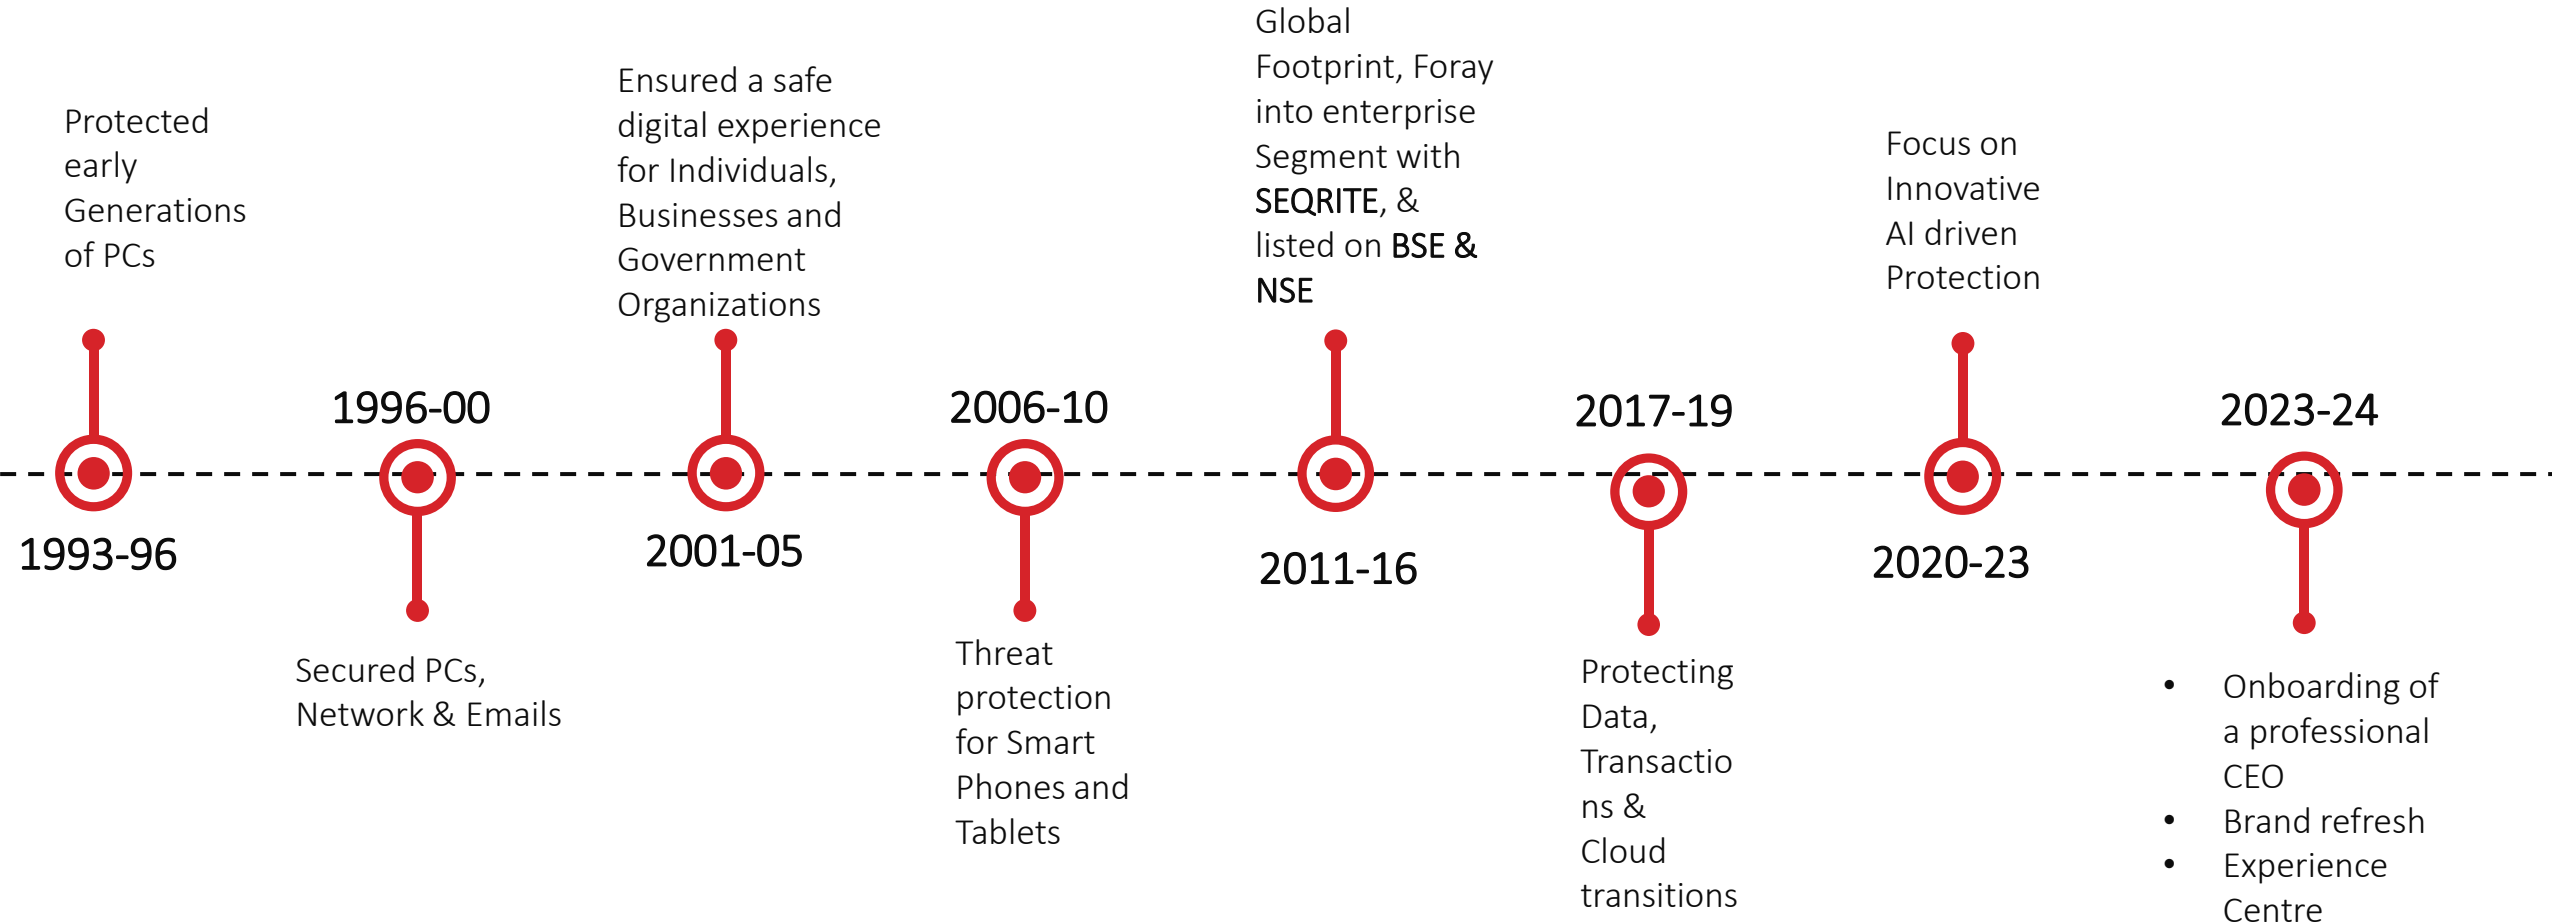 Protected
early
Generations
of PCs
1993-96
1996-00
Secured PCs,
Network & Emails
Ensured a safe
digital experience
for Individuals,
Businesses and
Government
Organizations
2001-05
2006-10
Threat
protection
for Smart
Phones and
Tablets
Global
Footprint, Foray
into enterprise
Segment with
SEQRITE, &
listed on BSE &
NSE
2011-16
2017-19
Protecting
Data,
Transactio
ns &
Cloud
transitions
Focus on
Innovative
AI driven
Protection
2020-23
2023-24
• Onboarding of
a professional
CEO
• Brand refresh
• Experience
Centre